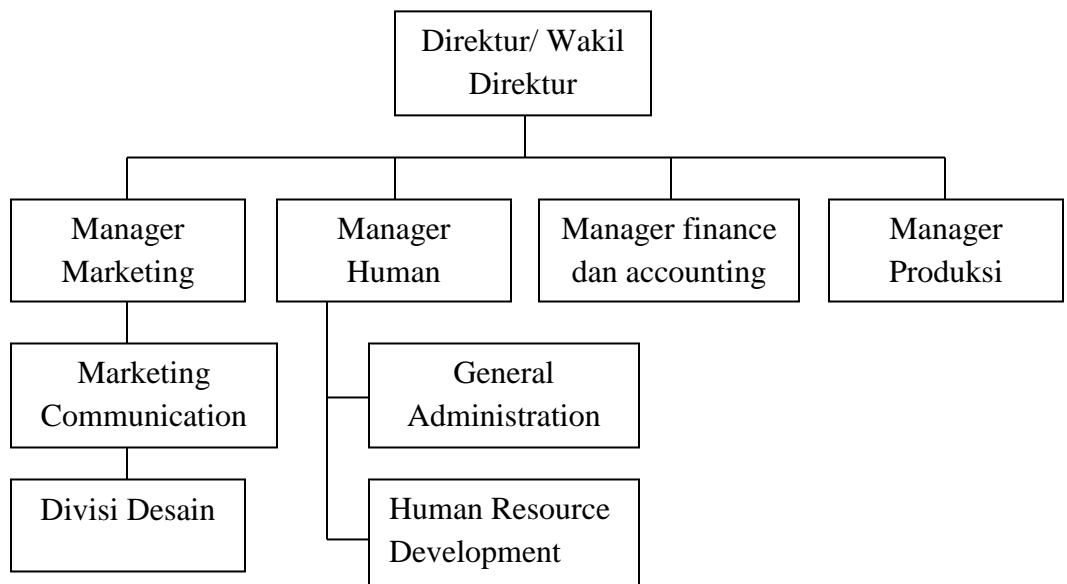 Direktur/ Wakil
Direktur
Manager
Marketing
Manager
Human
Manager finance
dan accounting
Manager
Produksi
Marketing
Communication
General
Administration
Divisi Desain
Human Resource
Development